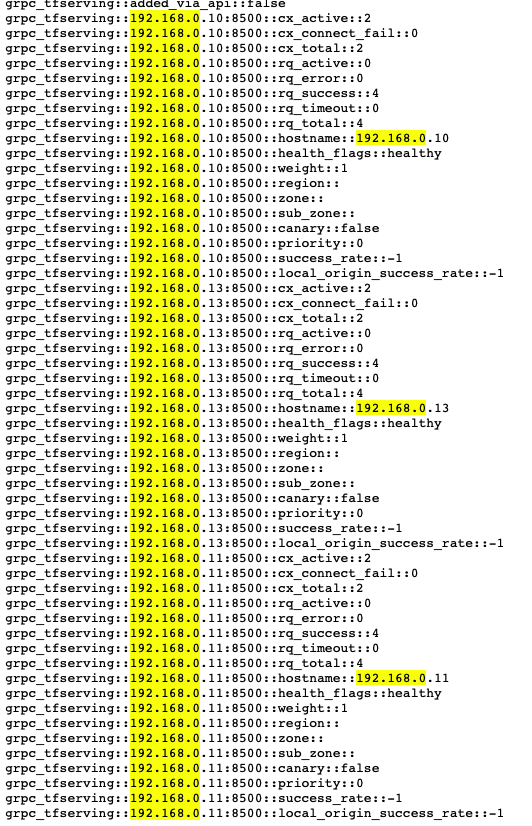 grpc_tfserving::added_via_api::false
grpc_tfserving::192.168.0.10:8500::cx_active::2
grpc_tfserving::192.168.0.10:8500::cx_connect_fail::0
grpc_tfserving::192.168.0.10:8500::cx_total::2
grpc_tfserving::192.168.0.10:8500::rq_active::0
grpc_tfserving::192.168.0.10:8500::rq_error::0
grpc_tfserving::192.168.0.10:8500::rq_success::4
grpc_tfserving::192.168.0.10:8500::rq_timeout::0
grpc_tfserving::192.168.0.10:8500::rq_total::4
grpc_tfserving::192.168.0.10:8500::hostname::192.168.0.10
grpc_tfserving::192.168.0.10:8500::health_flags::healthy
grpc_tfserving::192.168.0.10:8500::weight::1
grpc_tfserving::192.168.0.10:8500::region::
grpc_tfserving::192.168.0.10:8500::zone::
grpc_tfserving::192.168.0.10:8500::sub_zone::
grpc_tfserving::192.168.0.10:8500::canary::false
grpc_tfserving::192.168.0.10:8500::priority::0
grpc_tfserving::192.168.0.10:8500::success_rate::-1
grpc_tfserving::192.168.0.10:8500::local_origin_success_rate::-1
grpc_tfserving::192.168.0.13:8500::cx_active::2
grpc_tfserving::192.168.0.13:8500::cx_connect_fail::0
grpc_tfserving::192.168.0.13:8500::cx_total::2
grpc_tfserving::192.168.0.13:8500::rq_active::0
grpc_tfserving::192.168.0.13:8500::rq_error::0
grpc_tfserving::192.168.0.13:8500::rq_success::4
grpc_tfserving::192.168.0.13:8500::rq_timeout::0
grpc_tfserving::192.168.0.13:8500::rq_total::4
grpc_tfserving::192.168.0.13:8500::hostname::192.168.0.13
grpc_tfserving::192.168.0.13:8500::health_flags::healthy
grpc_tfserving::192.168.0.13:8500::weight::1
grpc_tfserving::192.168.0.13:8500::region::
grpc_tfserving::192.168.0.13:8500::zone::
grpc_tfserving::192.168.0.13:8500::sub_zone::
grpc_tfserving::192.168.0.13:8500::canary::false
grpc_tfserving::192.168.0.13:8500::priority::0
grpc_tfserving::192.168.0.13:8500::success_rate::-1
grpc_tfserving::192.168.0.13:8500::local_origin_success_rate::-1
grpc_tfserving::192.168.0.11:8500::cx_active::2
grpc_tfserving::192.168.0.11:8500::cx_connect_fail::0
grpc_tfserving::192.168.0.11:8500::cx_total::2
grpc_tfserving::192.168.0.11:8500::rq_active::0
grpc_tfserving::192.168.0.11:8500::rq_error::0
grpc_tfserving::192.168.0.11:8500::rq_success::4
grpc_tfserving::192.168.0.11:8500::rq_timeout::0
grpc_tfserving::192.168.0.11:8500::rq_total::4
grpc_tfserving::192.168.0.11:8500::hostname::192.168.0.11
grpc_tfserving::192.168.0.11:8500::health_flags::healthy
grpc_tfserving::192.168.0.11:8500::weight::1
grpc_tfserving::192.168.0.11:8500::region::
grpc_tfserving::192.168.0.11:8500::zone::
grpc_tfserving::192.168.0.11:8500::sub_zone::
grpc_tfserving::192.168.0.11:8500::canary::false
grpc_tfserving::192.168.0.11:8500::priority::0
grpc_tfserving::192.168.0.11:8500::success_rate::-1
grpc_tfserving::192.168.0.11:8500::local_origin_success_rate::-1